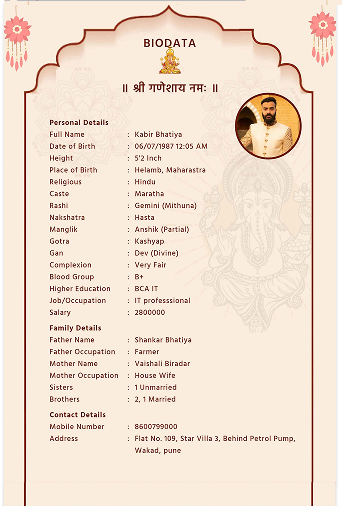 BIODATA
॥ श्री गणेशाय नमः ॥
Personal Details
Full Name : Kabir Bhatiya
Date of Birth : 06/07/1987 12:05 AM
Height : 5'2 Inch
Place of Birth : Helamb, Maharastra
Religious : Hindu
Caste : Maratha
Rashi : Gemini (Mithuna)
Nakshatra : Hasta
Manglik : Anshik (Partial)
Gotra : Kashyap
Gan : Dev (Divine)
Complexion : Very Fair
Blood Group : B+
Higher Education : BCA IT
Job/Occupation : IT professsional
Salary : 2800000
Family Details
Father Name : Shankar Bhatiya
Father Occupation : Farmer
Mother Name : Vaishali Biradar
Mother Occupation : House Wife
Sisters : 1 Unmarried
Brothers : 2, 1 Married
Contact Details
Mobile Number : 8600799000
Address : Flat No. 109, Star Villa 3, Behind Petrol Pump,
Wakad, pune